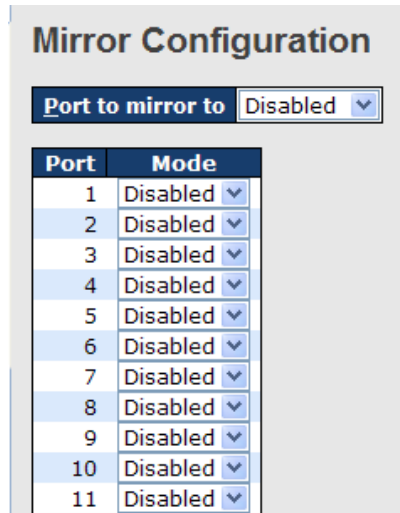 Mirror Configuration
Port to mirror to Disabled
Port Mode
1 Disabled
2 Disabled
3 Disabled
4 Disabled
5 Disabled
6 Disabled
7 Disabled
8 Disabled
9 Disabled
10 Disabled
11 Disabled